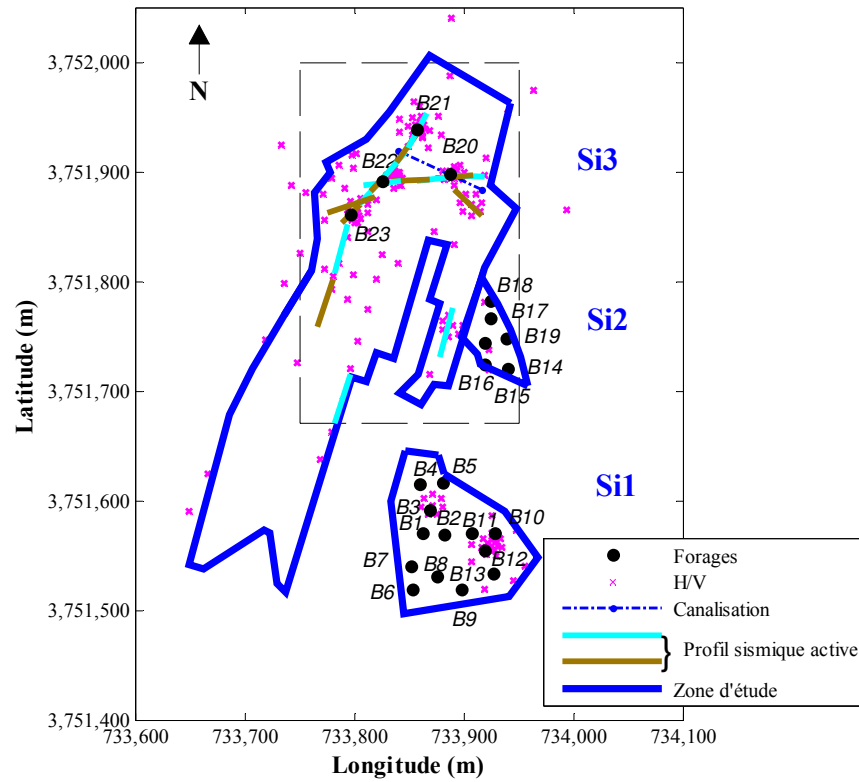 3,752,000
N
B21
B20
3,751,900
Si3
B22
B23
3,751,800
B18
B17
Si2
B19
B14
B16
B15
3,751,700
Latitude (m)
3,751,600
B4
B5
Si1
B3
B1
B2
B11
B10
B12
B7
B8
B13
B6
B9
3,751,500
3,751,400
Forages
H/V
Canalisation
} Profil sismique active
Zone d'étude
733,600 733,700 733,800 733,900 734,000 734,100
Longitude (m)